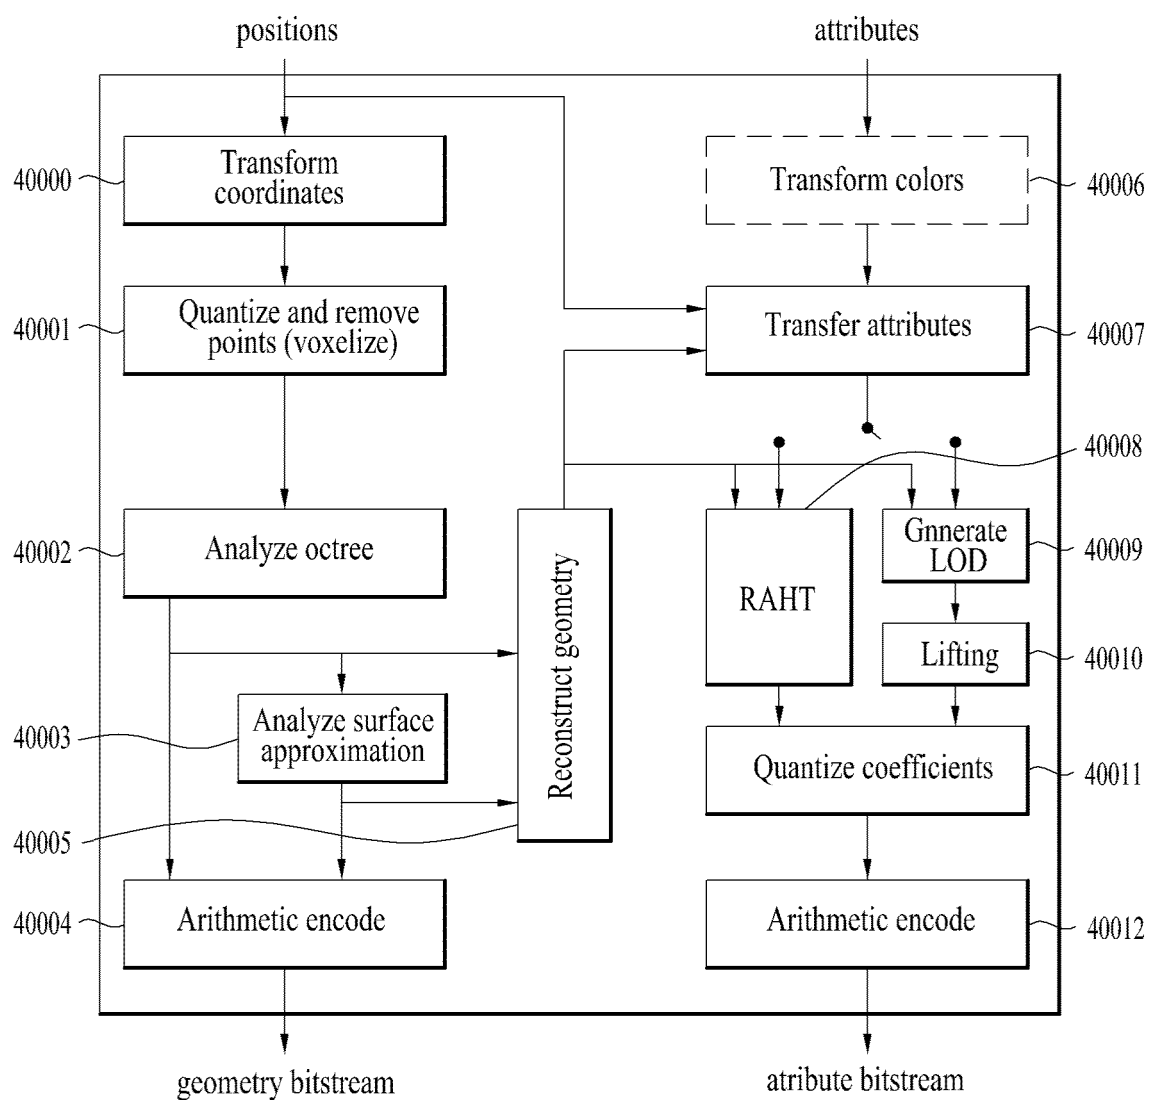 positions
attributes
Transform
coordinates
40000
Transform colors
40006
Quantize and remove
points (voxelize)
40001
Transfer attributes
40007
40008
Analyze octree
40002
Reconstruct geometry
RAHT
Gnnerate
LOD
40009
Lifting
40010
Analyze surface
approximation
40003
Quantize coefficients
40011
40005
Arithmetic encode
40004
Arithmetic encode
40012
geometry bitstream
atribute bitstream